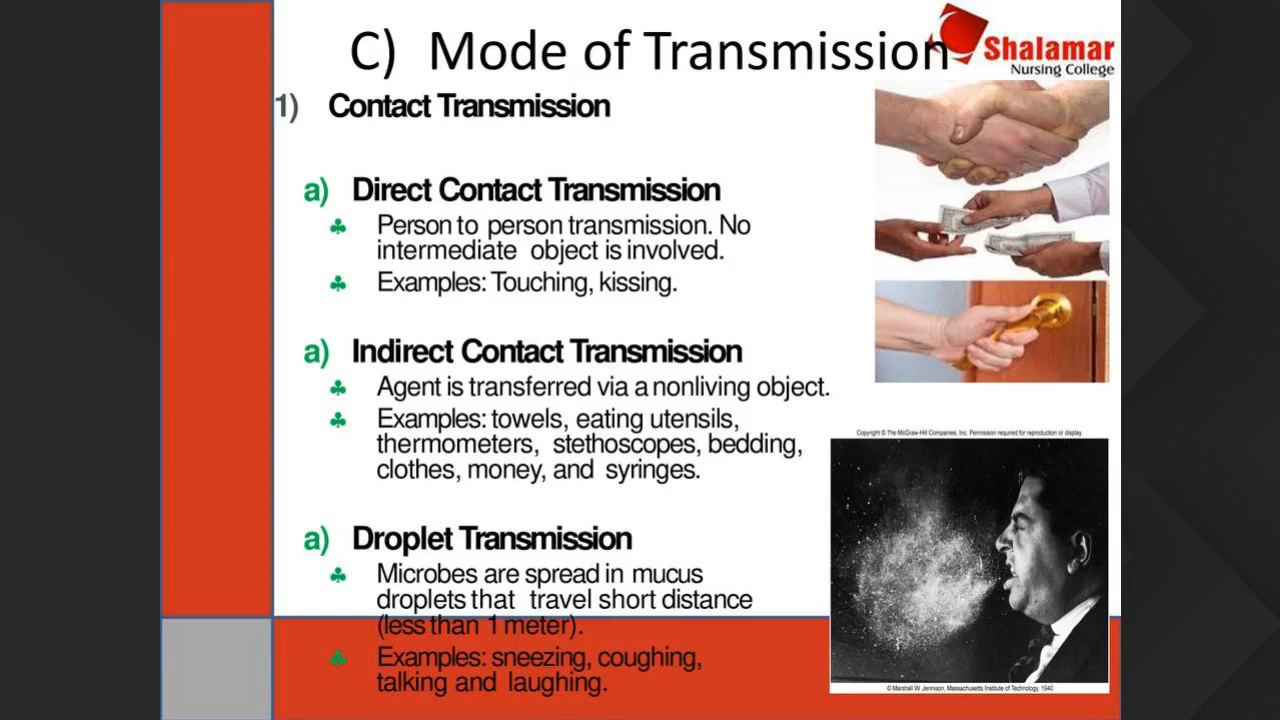 C) Mode of Transmission
Shalamar
Nursing College
1) Contact Transmission
a) Direct Contact Transmission
♣ Person to person transmission. No
intermediate object is involved.
♣ Examples: Touching, kissing.
a) Indirect Contact Transmission
♣ Agent is transferred via a nonliving object.
♣ Examples: towels, eating utensils,
thermometers, stethoscopes, bedding,
clothes, money, and syringes.
a) Droplet Transmission
♣ Microbes are spread in mucus
droplets that travel short distance
(less than 1 meter).
♣ Examples: sneezing, coughing,
talking and laughing.
Copyright © The McGraw-Hill Companies, Inc. Permission required for reproduction or display.
© Marshall W. Jennison, Massachusetts Institute of Technology, 1940